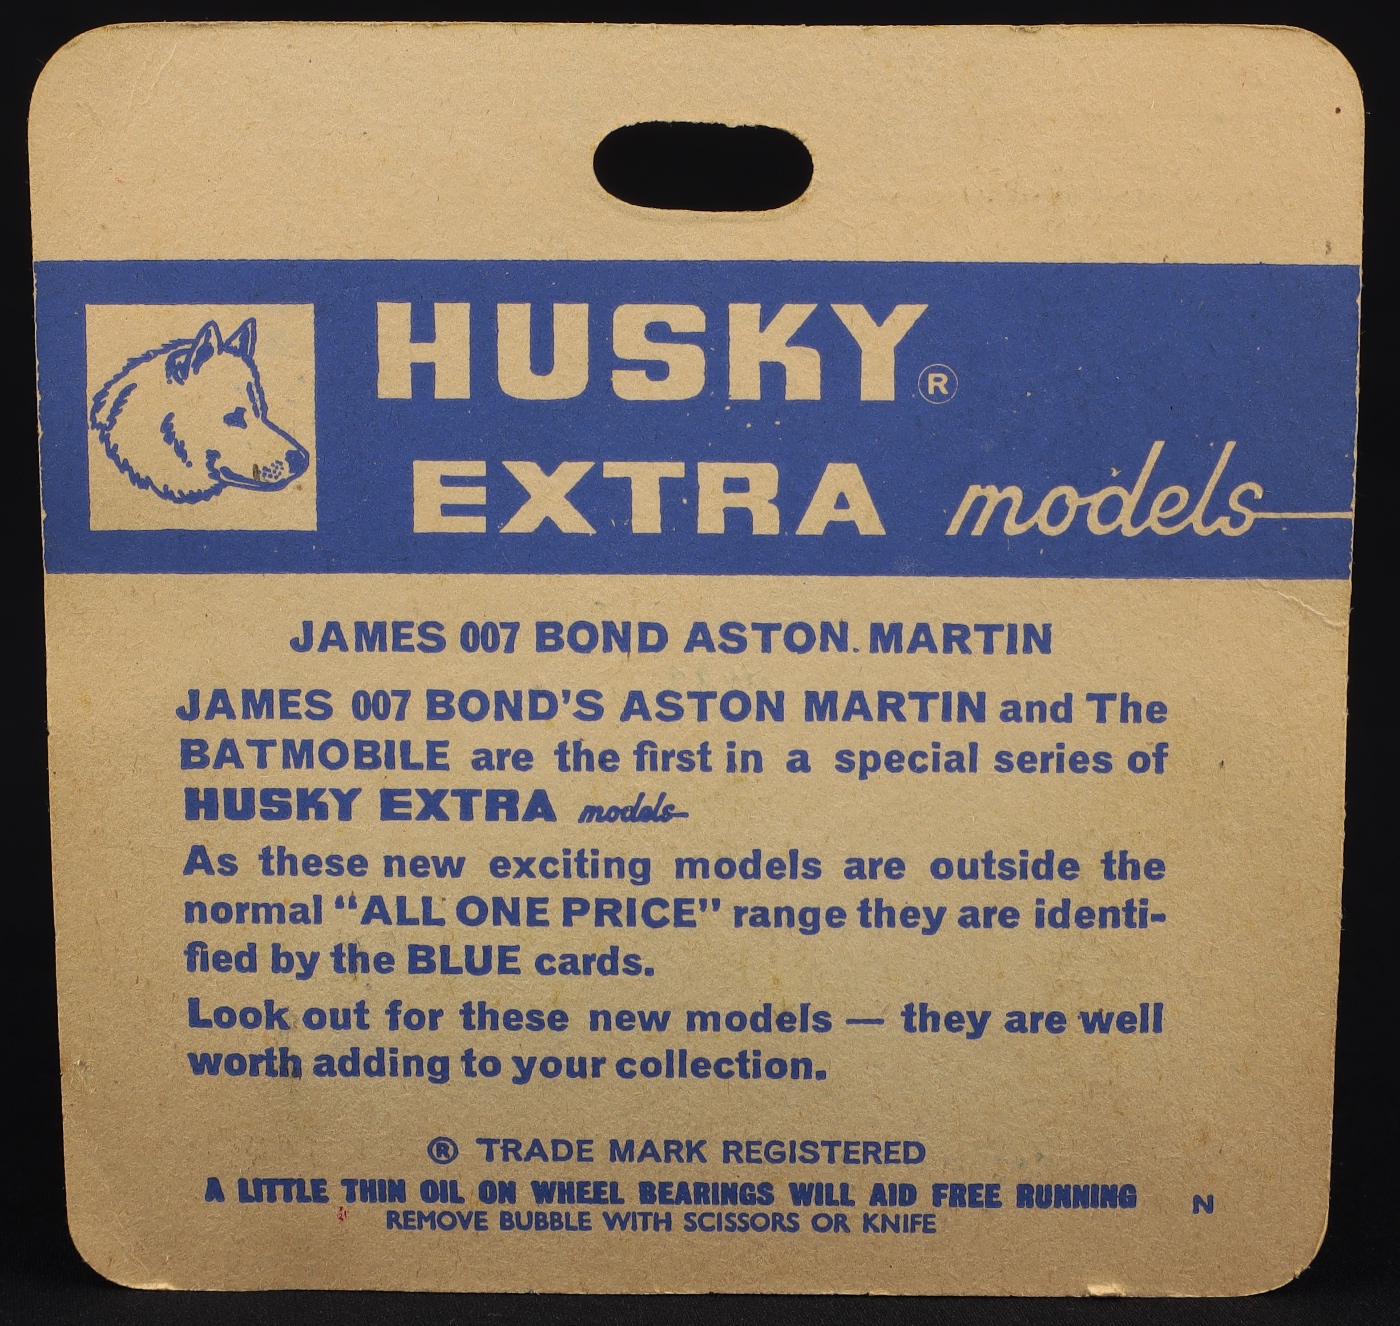 HUSKY ®
EXTRA models
JAMES 007 BOND ASTON. MARTIN
JAMES 007 BOND'S ASTON MARTIN and The
BATMOBILE are the first in a special series of
HUSKY EXTRA models
As these new exciting models are outside the
normal “ALL ONE PRICE” range they are identi-
fied by the BLUE cards.
Look out for these new models — they are well
worth adding to your collection.
® TRADE MARK REGISTERED
A LITTLE THIN OIL ON WHEEL BEARINGS WILL AID FREE RUNNING
N
REMOVE BUBBLE WITH SCISSORS OR KNIFE